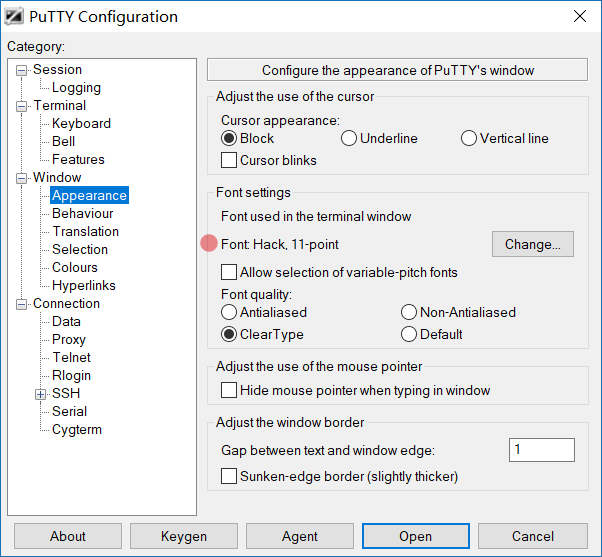 PuTTY Configuration
Category:
Session
Logging
Terminal
Keyboard
Bell
Features
Window
Appearance
Behaviour
Translation
Selection
Colours
Hyperlinks
Connection
Data
Proxy
Telnet
Rlogin
SSH
Serial
Cygterm
Configure the appearance of PuTTY's window
Adjust the use of the cursor
Cursor appearance:
Block Underline Vertical line
Cursor blinks
Font settings
Font used in the terminal window
Font: Hack, 11-point Change...
Allow selection of variable-pitch fonts
Font quality:
Antialiased Non-Antialiased
ClearType Default
Adjust the use of the mouse pointer
Hide mouse pointer when typing in window
Adjust the window border
Gap between text and window edge: 1
Sunken-edge border (slightly thicker)
About Keygen Agent Open Cancel